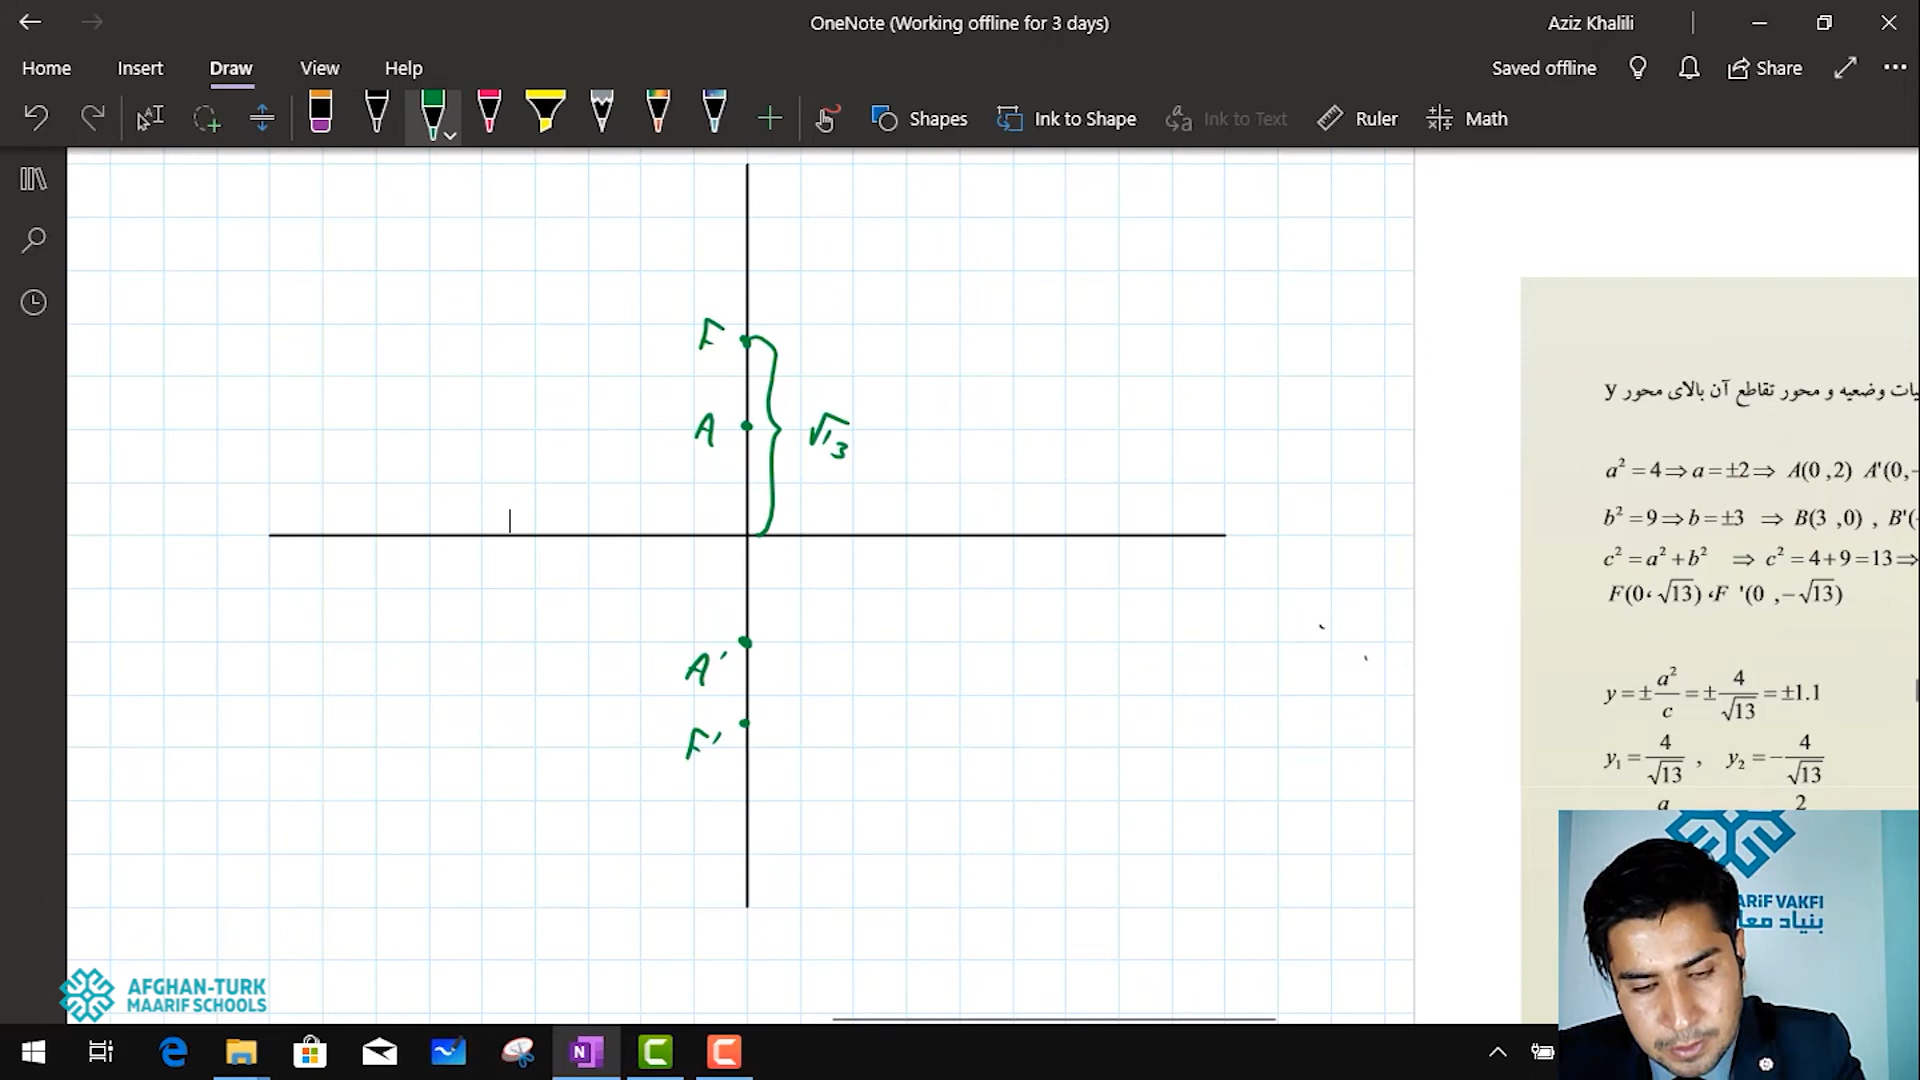 OneNote (Working offline for 3 days)
Aziz Khalili
Home Insert Draw View Help
Saved offline
Share
Shapes
Ink to Shape
Ink to Text
Ruler
Math
F
A
√13
A'
F'
وضعیه و محور تقاطع آن بالای محور y
a² = 4 ⇒ a = ±2 ⇒ A(0 ,2) A'(0,-
b² = 9 ⇒ b = ±3 ⇒ B(3 ,0) , B'(-
c² = a² + b² ⇒ c² = 4+9 = 13 ⇒
F(0، √13) ،F '(0 ,-√13)
y = ± a²/c = ± 4/√13 = ±1.1
y₁ = 4/√13 , y₂ = - 4/√13
a 2
ARiF VAKFI
بنیاد معا
AFGHAN-TURK
MAARIF SCHOOLS